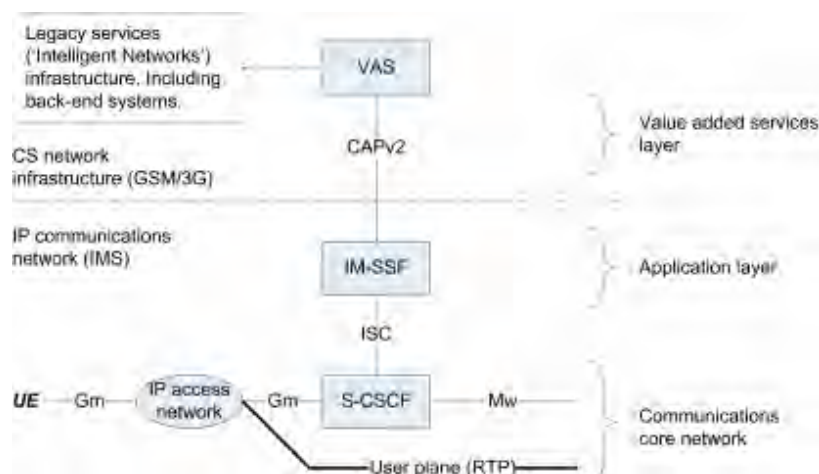 Legacy services
('Intelligent Networks')
infrastructure. Including
back-end systems.
VAS
CAPv2
Value added services
layer
CS network
infrastructure (GSM/3G)
IP communications
network (IMS)
IM-SSF
Application layer
ISC
UE
Gm
IP access
network
Gm
S-CSCF
Mw
Communications
core network
User plane (RTP)